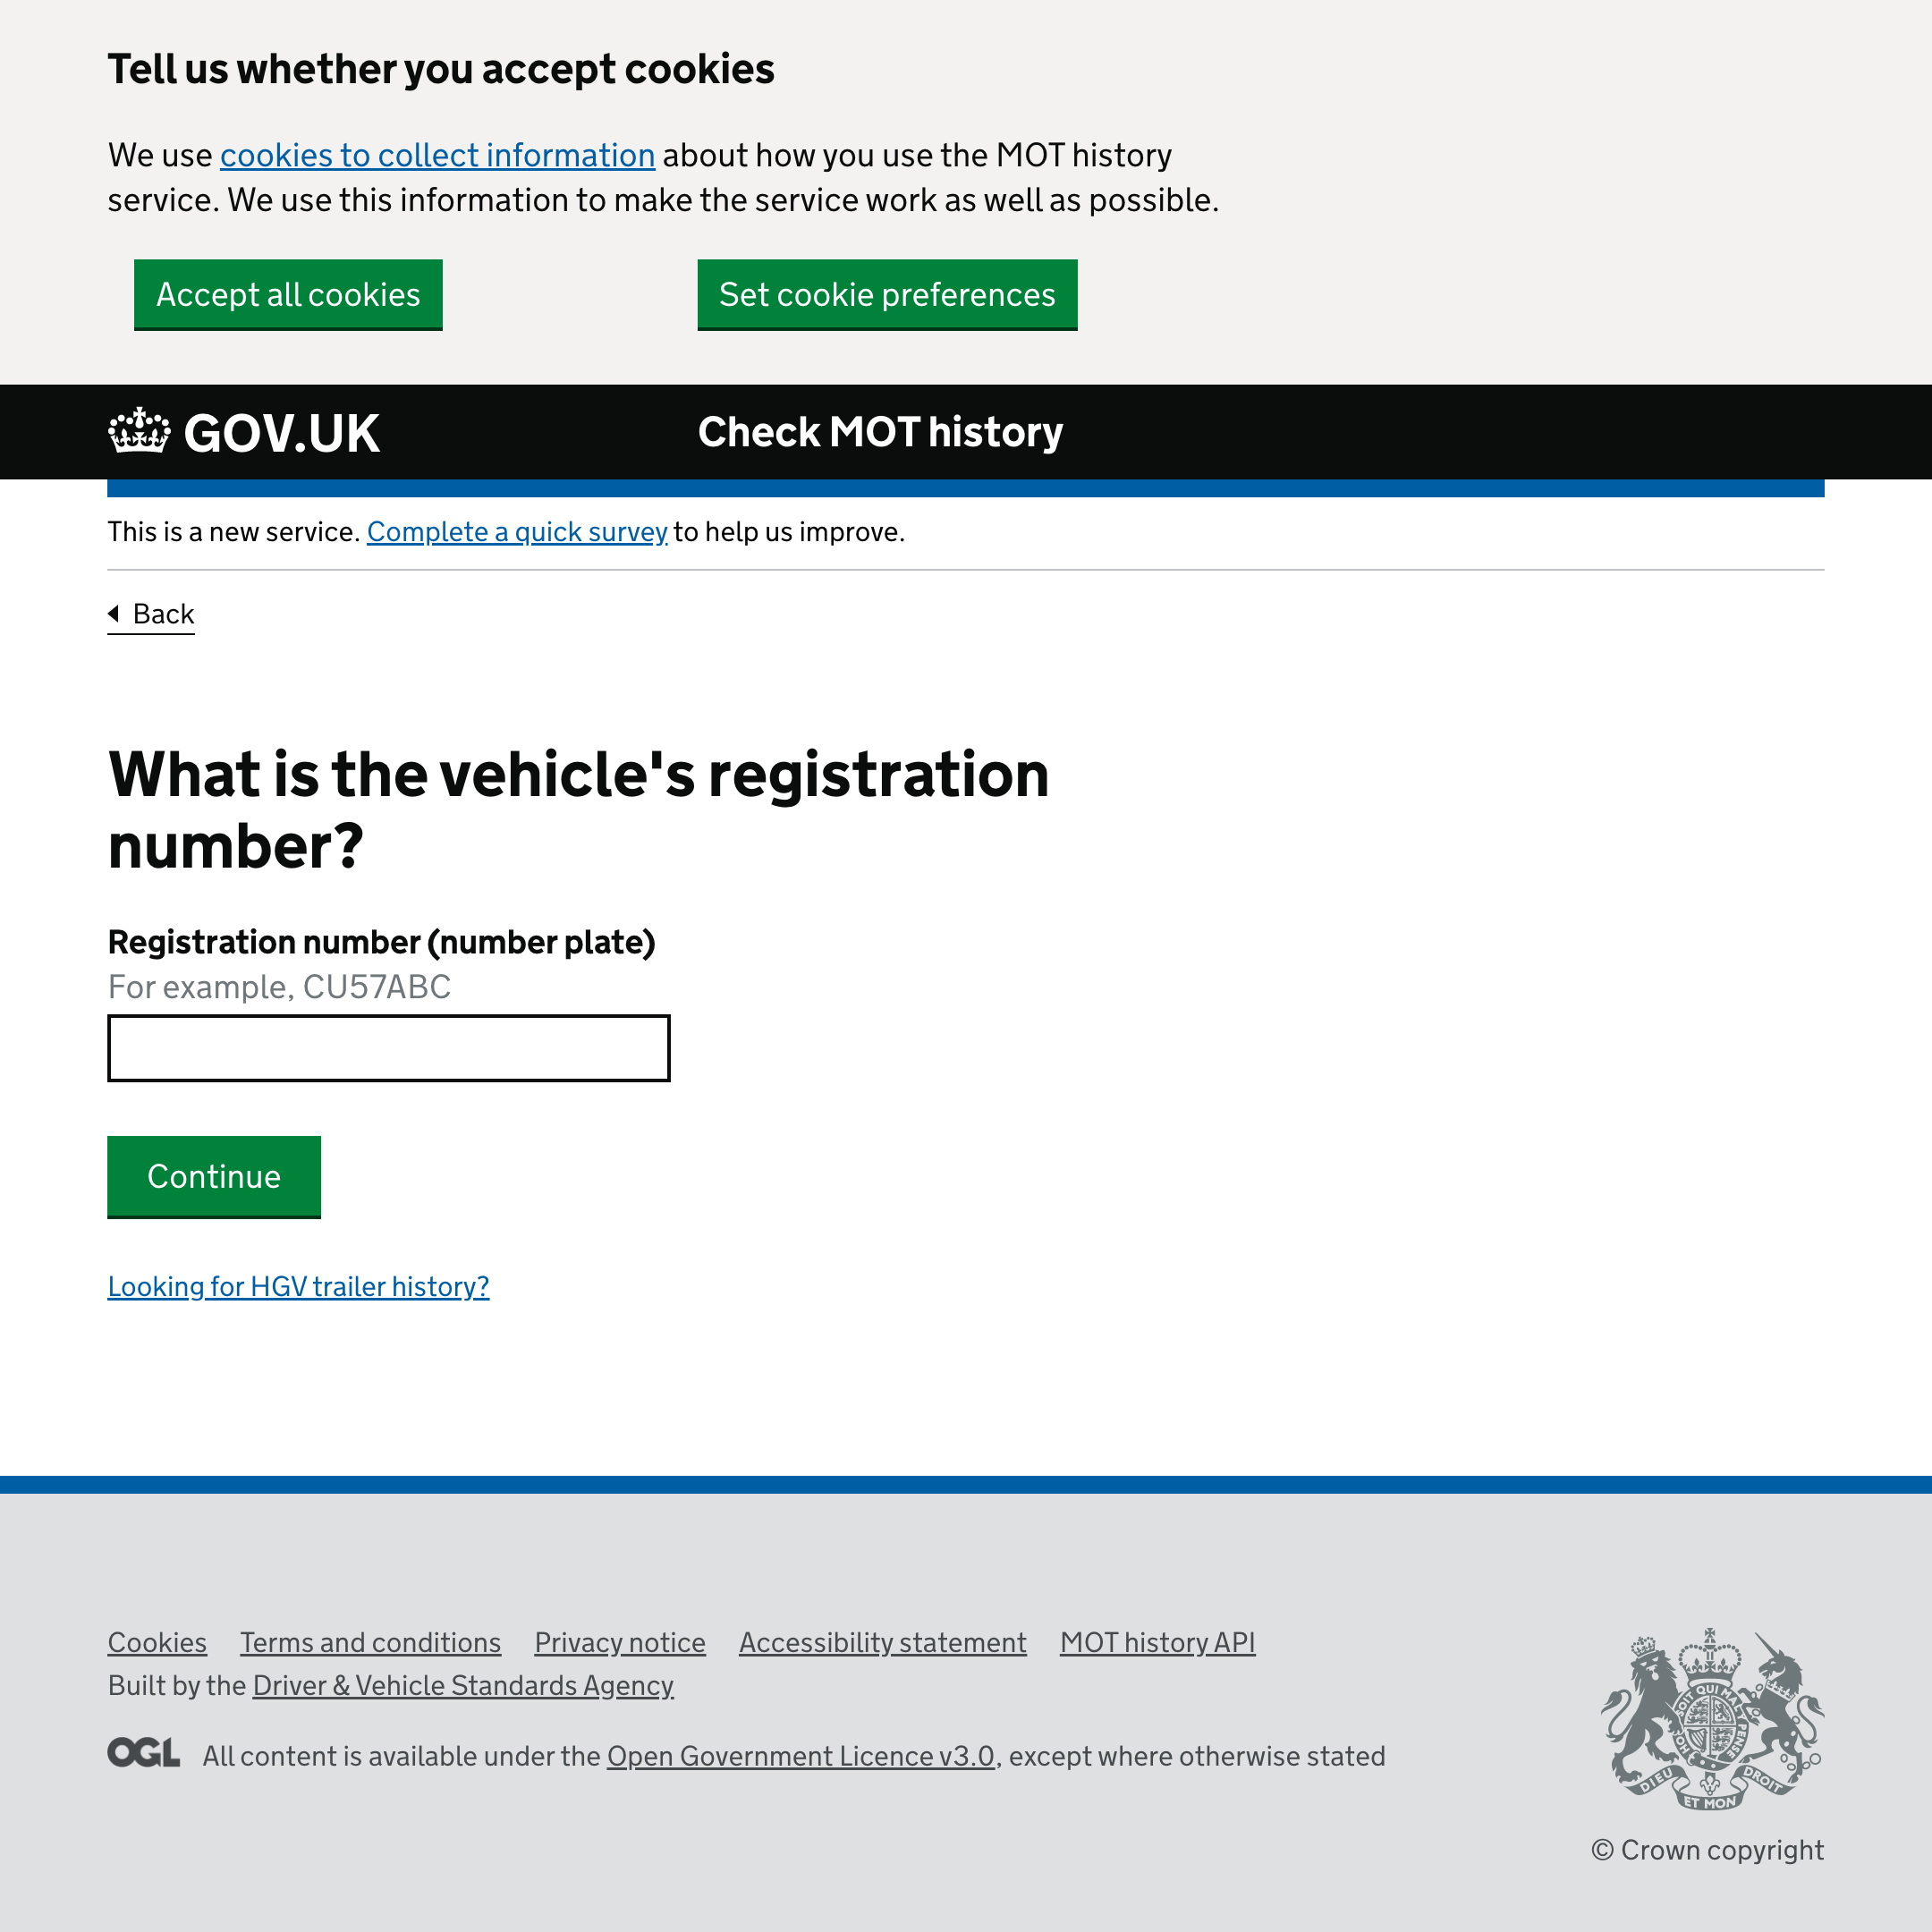 Tell us whether you accept cookies
We use cookies to collect information about how you use the MOT history
service. We use this information to make the service work as well as possible.
Accept all cookies
Set cookie preferences
GOV.UK
Check MOT history
This is a new service. Complete a quick survey to help us improve.
Back
What is the vehicle's registration
number?
Registration number (number plate)
For example, CU57ABC
Continue
Looking for HGV trailer history?
Cookies Terms and conditions Privacy notice Accessibility statement MOT history API
Built by the Driver & Vehicle Standards Agency
OGL All content is available under the Open Government Licence v3.0, except where otherwise stated
SOIT QUI MAL Y PENSE
HO
DIEU ET MON DROIT
© Crown copyright